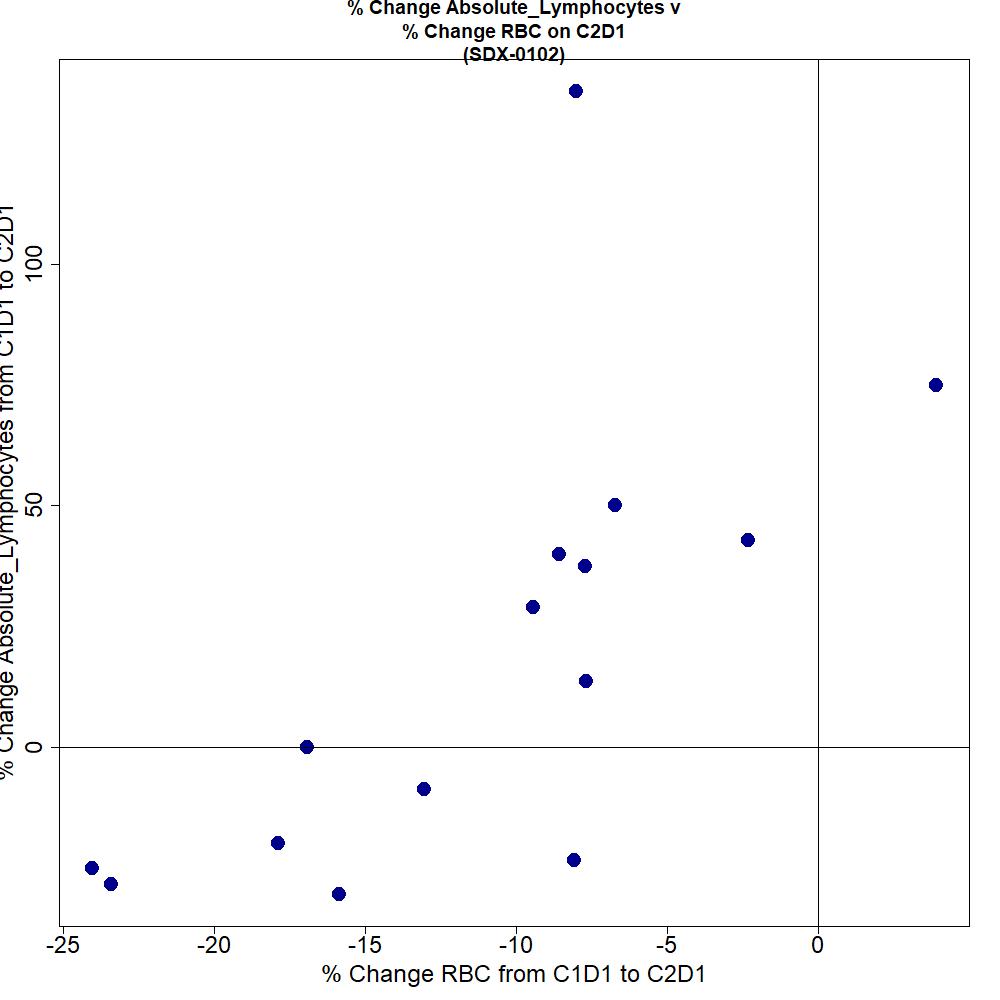 % Change Absolute_Lymphocytes v
% Change RBC on C2D1
(SDX-0102)
% Change Absolute_Lymphocytes from C1D1 to C2D1
100
50
0
-25 -20 -15 -10 -5 0
% Change RBC from C1D1 to C2D1